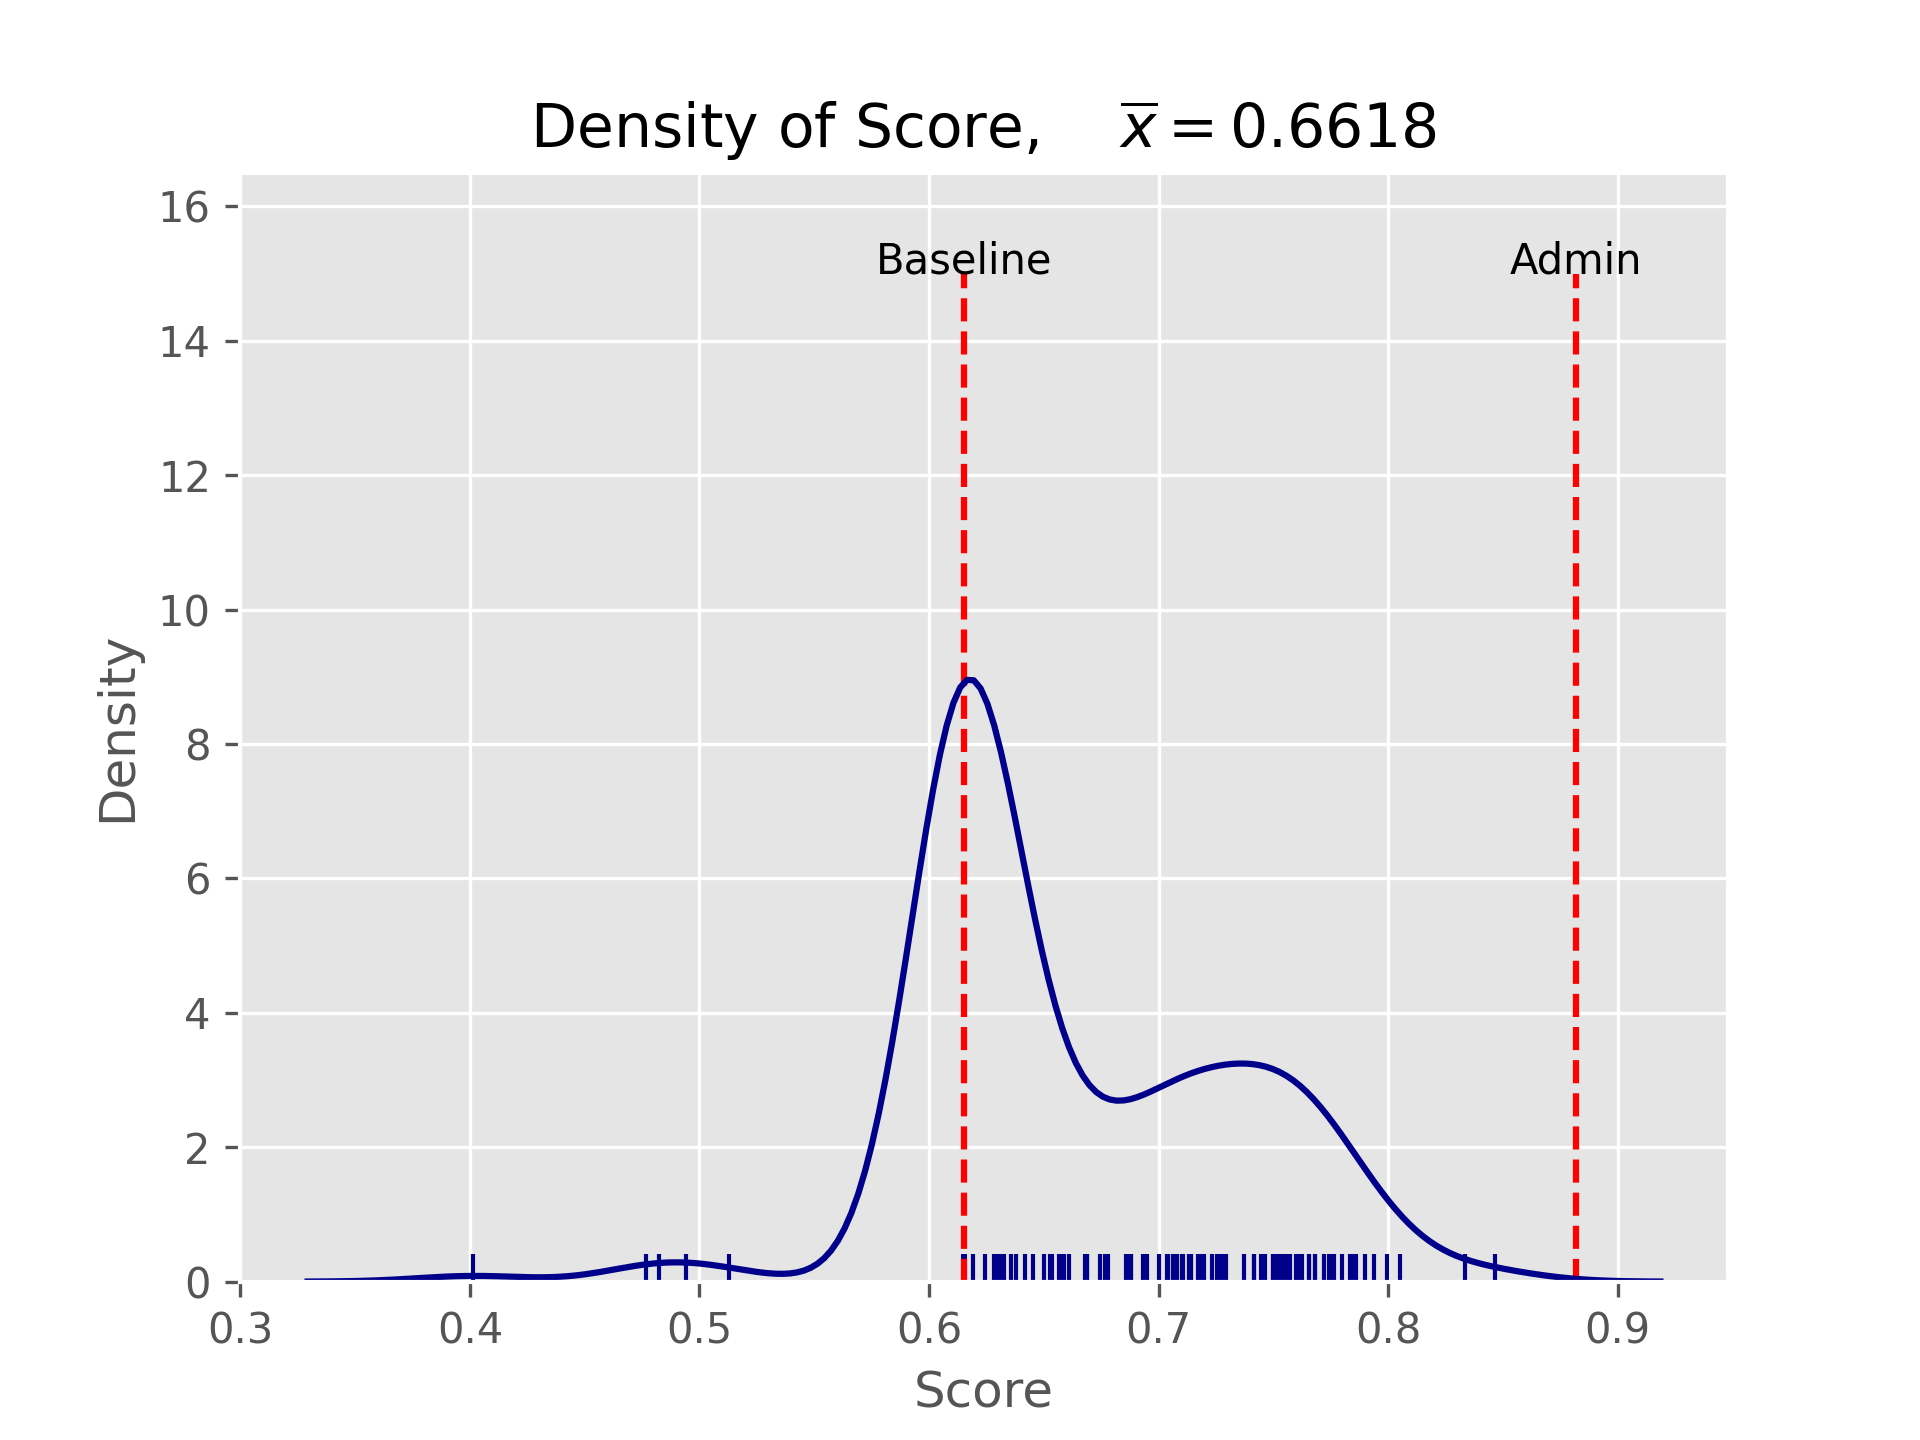 Density of Score, x̅ = 0.6618
16
Baseline Admin
14
12
10
Density
8
6
4
2
0
0.3 0.4 0.5 0.6 0.7 0.8 0.9
Score